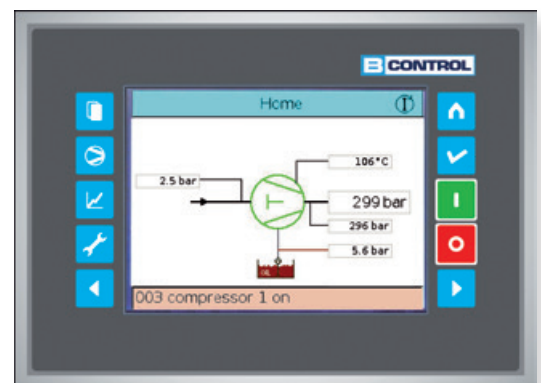 B CONTROL
Home
106°C
2.5 bar
299 bar
296 bar
5.6 bar
OIL
003 compressor 1 on